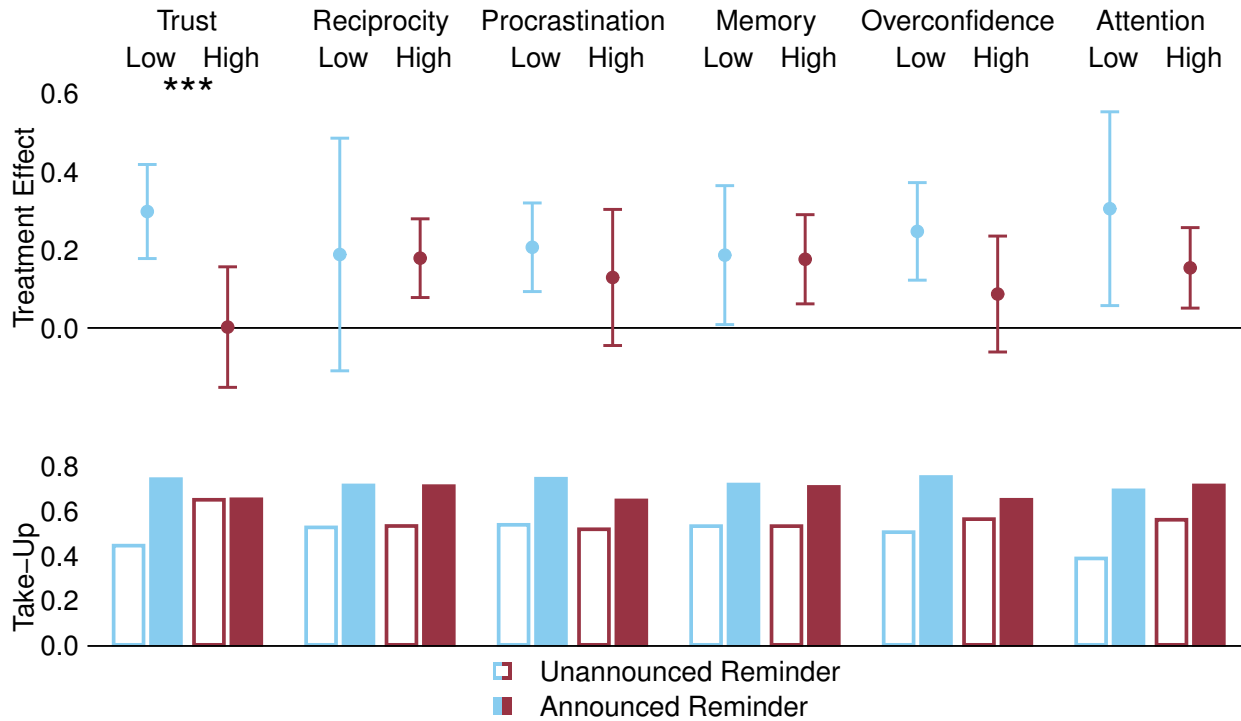 Trust Reciprocity Procrastination Memory Overconfidence Attention
Low High Low High Low High Low High Low High Low High
***
0.6
0.4
0.2
0.0
Treatment Effect
0.8
0.6
0.4
0.2
0.0
Take–Up
Unannounced Reminder
Announced Reminder